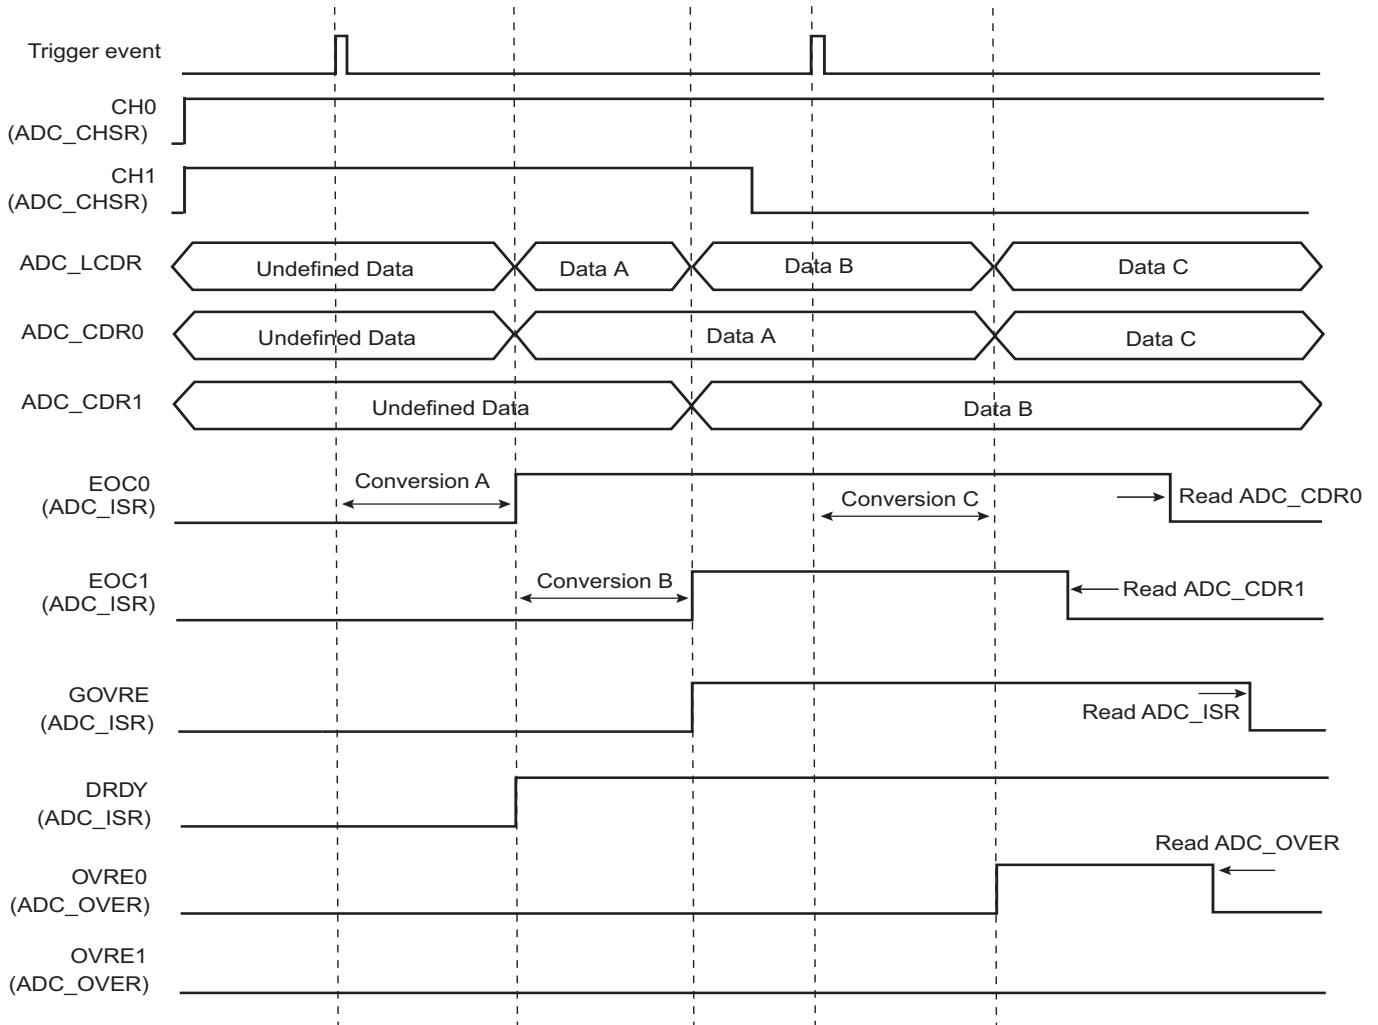 Trigger event
CH0
(ADC_CHSR)
CH1
(ADC_CHSR)
ADC_LCDR
Undefined Data
Data A
Data B
Data C
ADC_CDR0
Undefined Data
Data A
Data C
ADC_CDR1
Undefined Data
Data B
EOC0
(ADC_ISR)
Conversion A
Conversion C
Read ADC_CDR0
EOC1
(ADC_ISR)
Conversion B
Read ADC_CDR1
GOVRE
(ADC_ISR)
Read ADC_ISR
DRDY
(ADC_ISR)
Read ADC_OVER
OVRE0
(ADC_OVER)
OVRE1
(ADC_OVER)